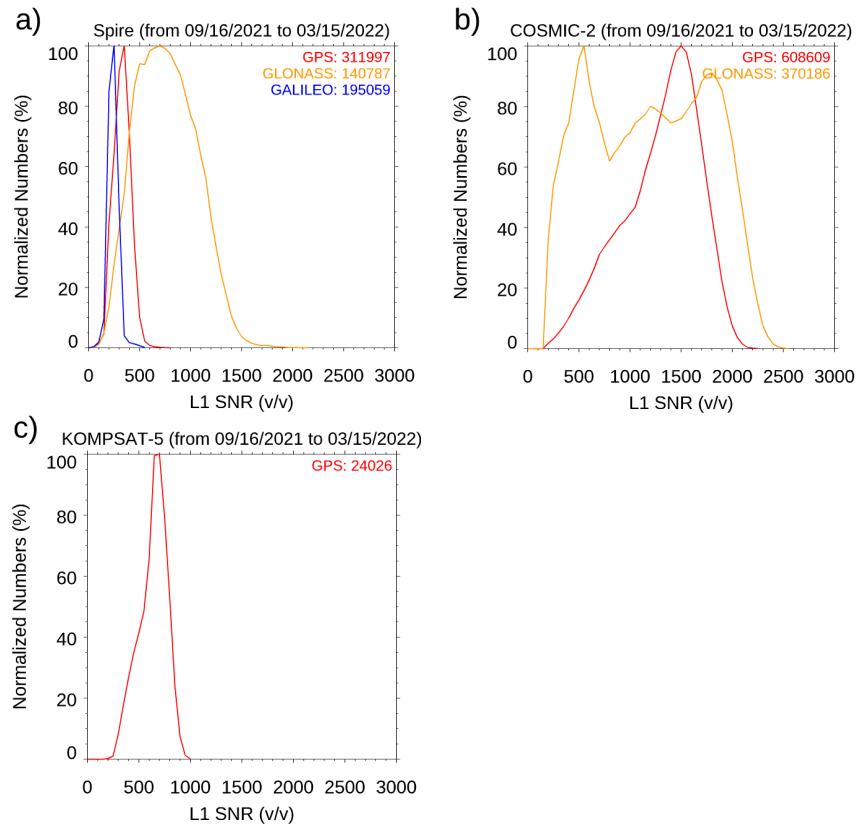 a)
Spire (from 09/16/2021 to 03/15/2022)
GPS: 311997
GLONASS: 140787
GALILEO: 195059
100
80
60
40
20
0
Normalized Numbers (%)
0 500 1000 1500 2000 2500 3000
L1 SNR (v/v)
b)
COSMIC-2 (from 09/16/2021 to 03/15/2022)
GPS: 608609
GLONASS: 370186
100
80
60
40
20
0
Normalized Numbers (%)
0 500 1000 1500 2000 2500 3000
L1 SNR (v/v)
c)
KOMPSAT-5 (from 09/16/2021 to 03/15/2022)
GPS: 24026
100
80
60
40
20
0
Normalized Numbers (%)
0 500 1000 1500 2000 2500 3000
L1 SNR (v/v)